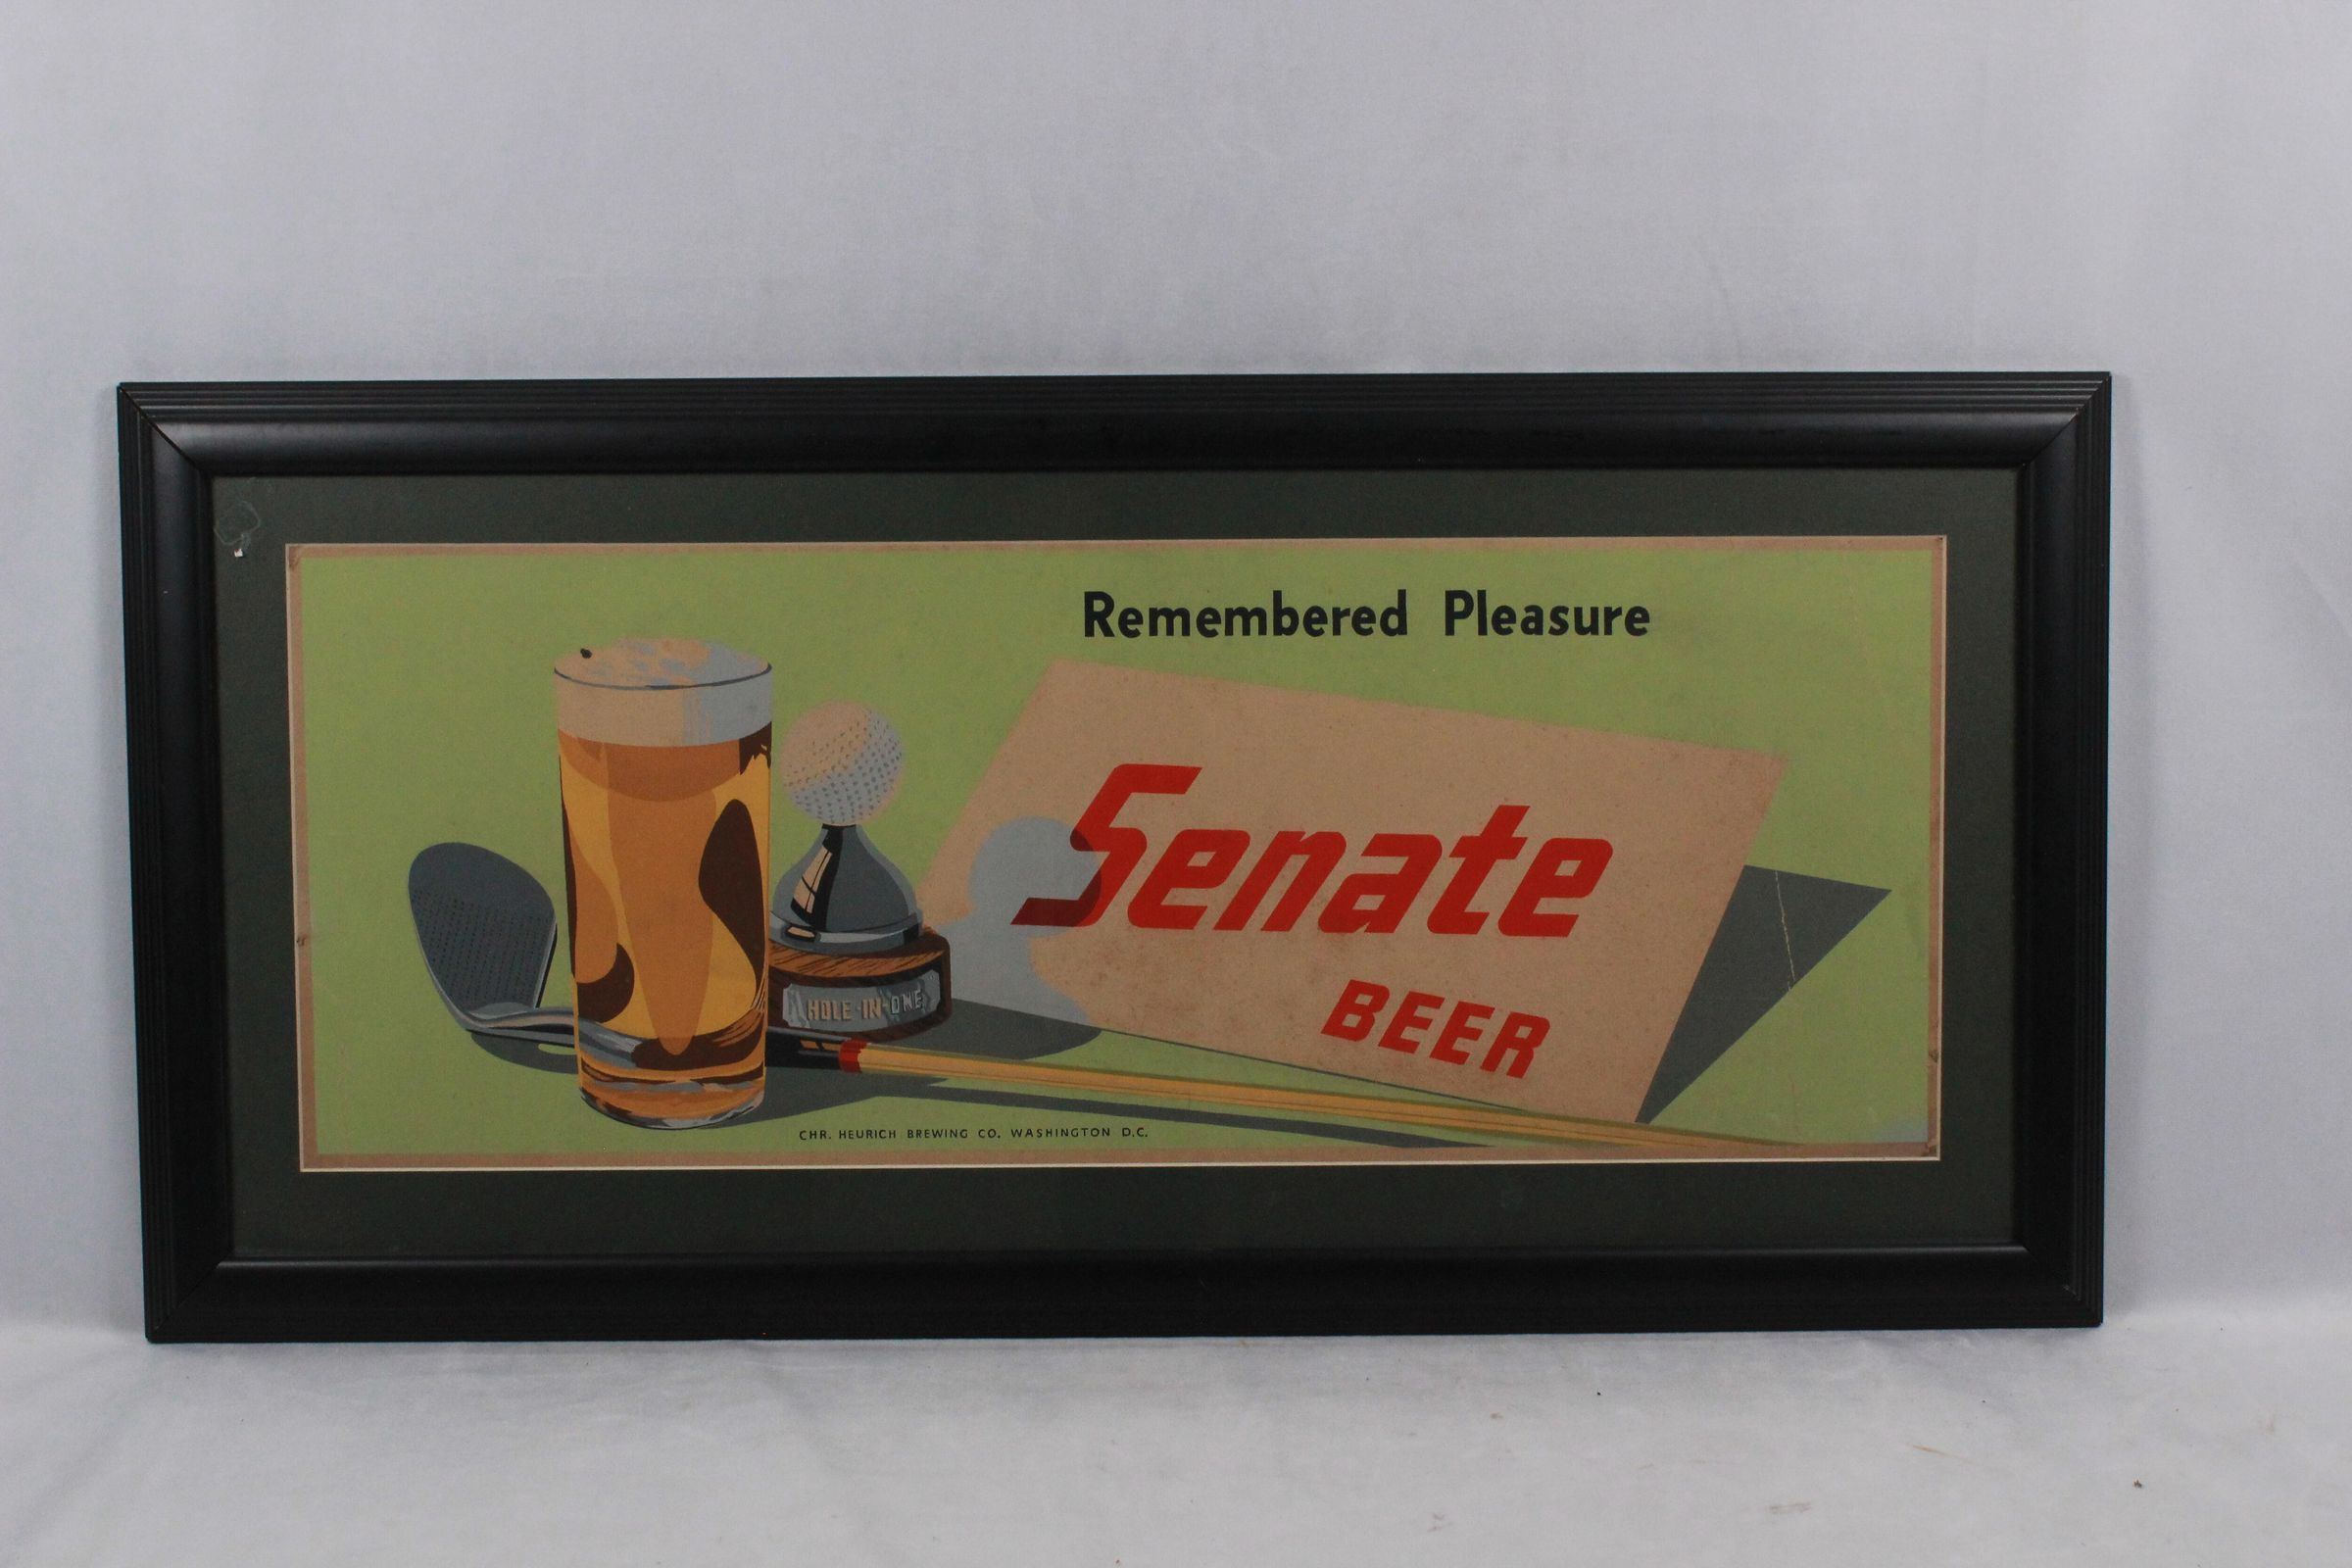 Remembered Pleasure
Senate
BEER
HOLE-IN-ONE
CHR. HEURICH BREWING CO. WASHINGTON D.C.